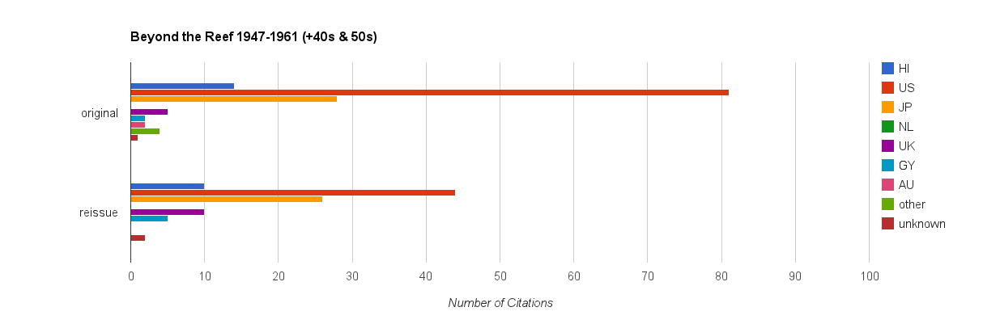 Beyond the Reef 1947-1961 (+40s & 50s)
HI
US
JP
NL
UK
GY
AU
other
unknown
original
reissue
0 10 20 30 40 50 60 70 80 90 100
Number of Citations